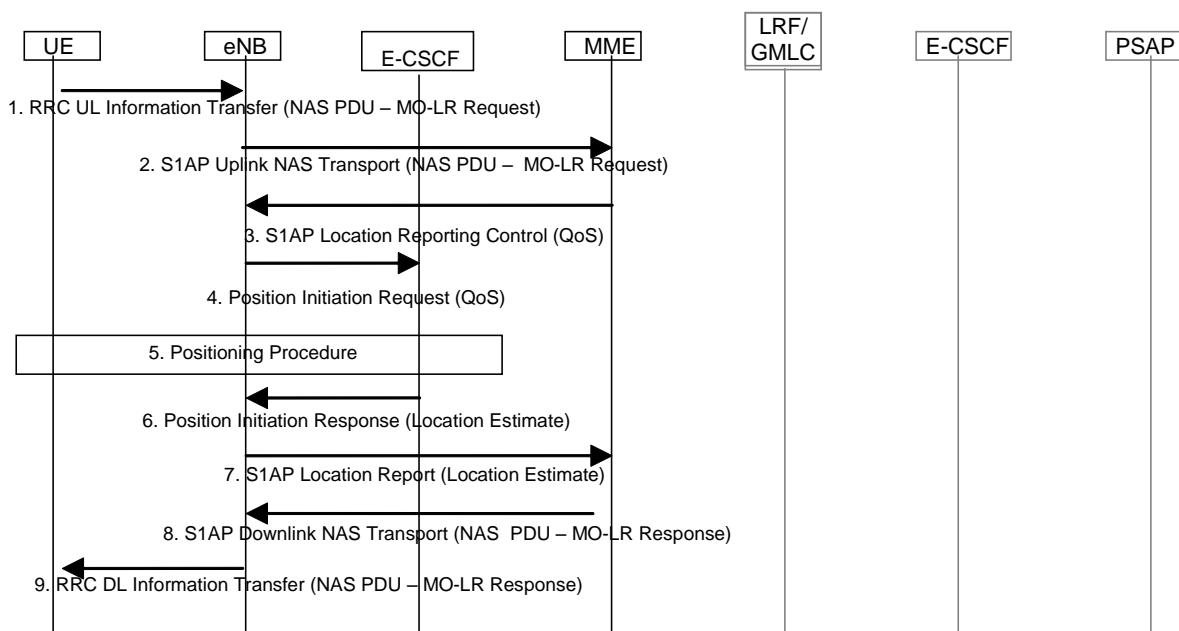 UE
eNB
E-CSCF
MME
LRF/
GMLC
E-CSCF
PSAP
1. RRC UL Information Transfer (NAS PDU – MO-LR Request)
2. S1AP Uplink NAS Transport (NAS PDU – MO-LR Request)
3. S1AP Location Reporting Control (QoS)
4. Position Initiation Request (QoS)
5. Positioning Procedure
6. Position Initiation Response (Location Estimate)
7. S1AP Location Report (Location Estimate)
8. S1AP Downlink NAS Transport (NAS PDU – MO-LR Response)
9. RRC DL Information Transfer (NAS PDU – MO-LR Response)